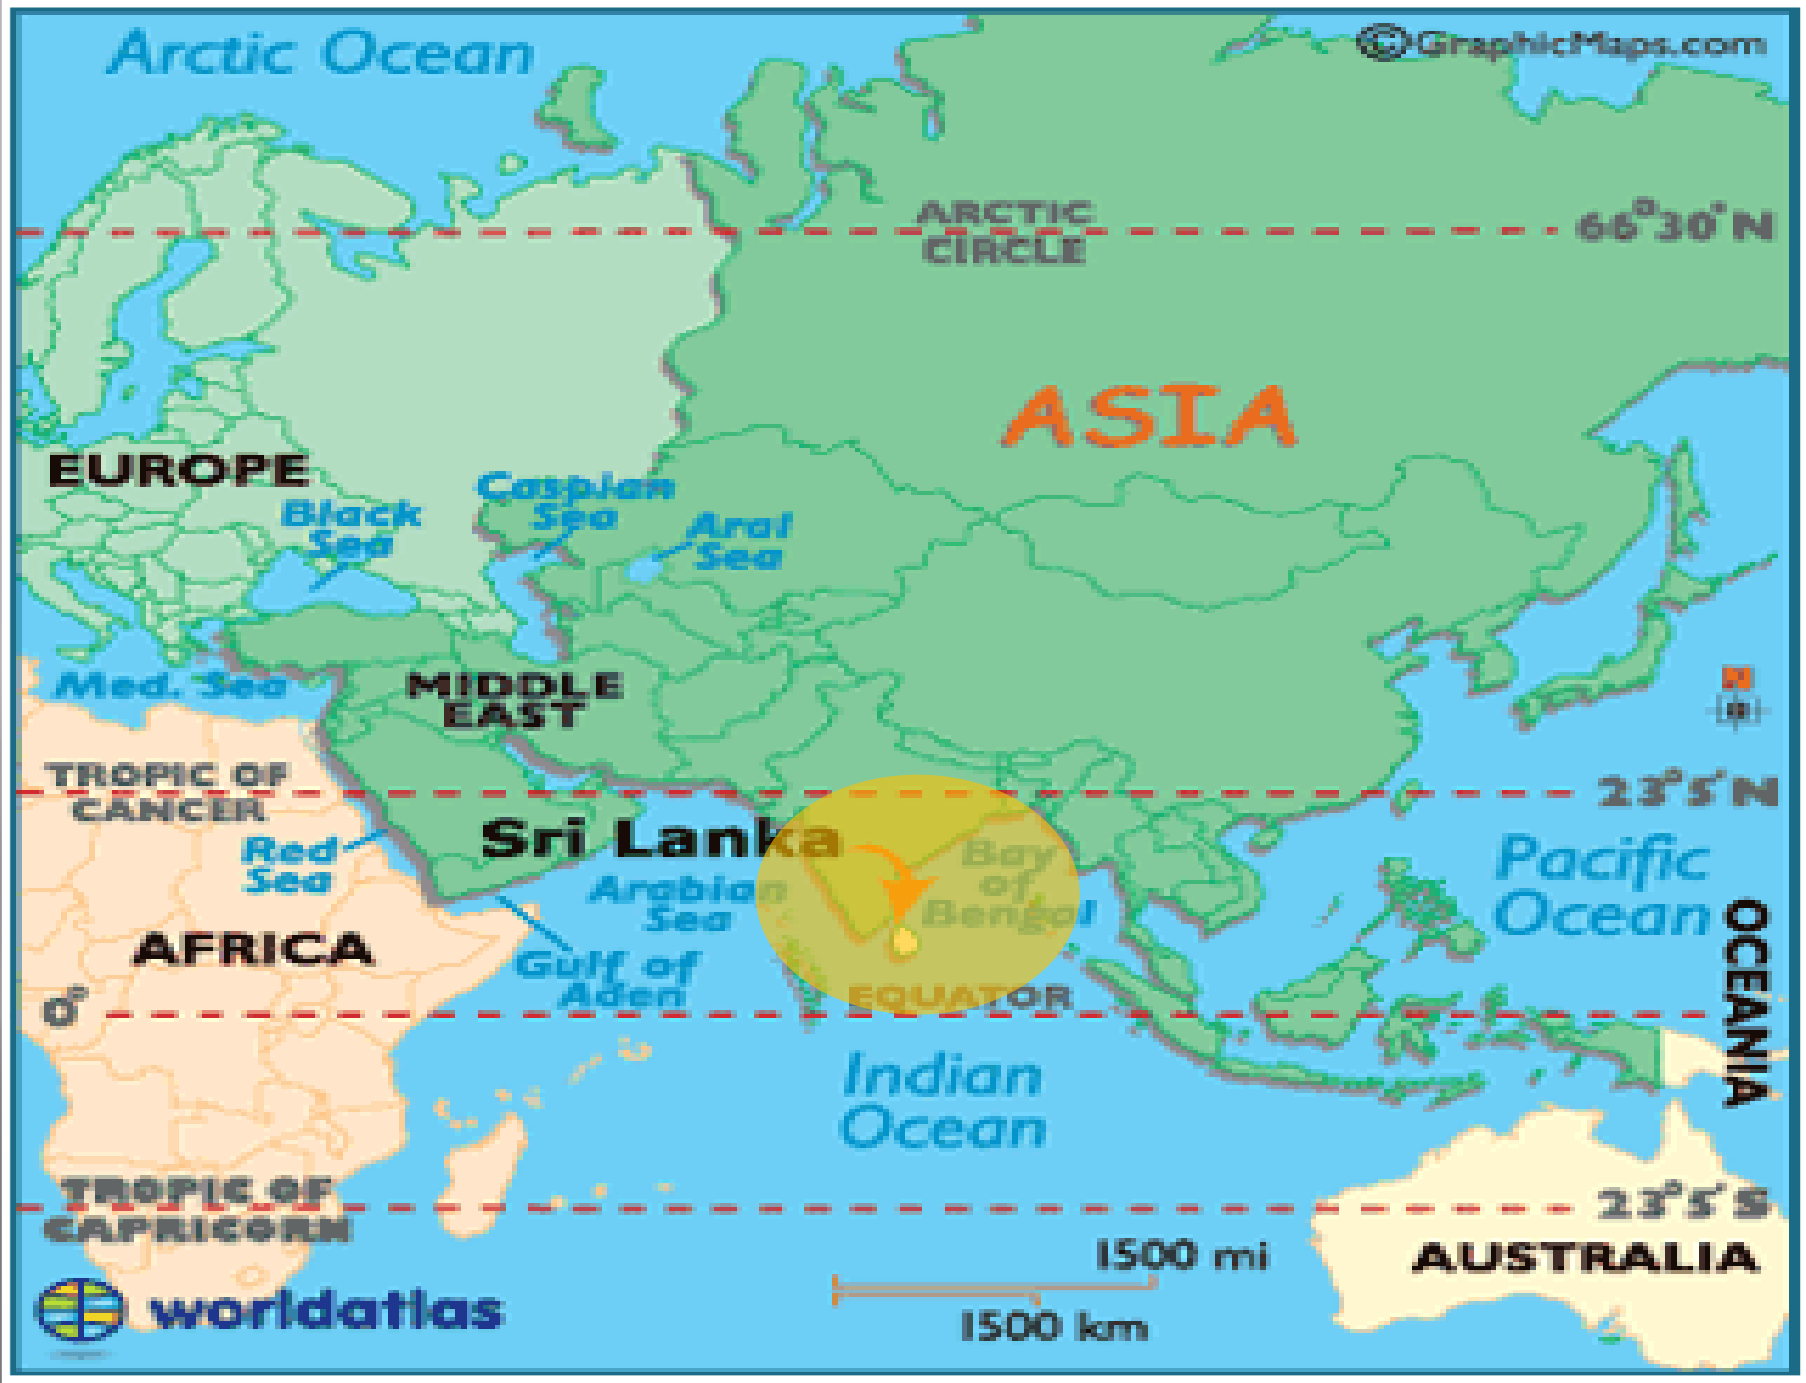 Arctic Ocean
©GraphicMaps.com
ARCTIC
CIRCLE
66°30'N
ASIA
EUROPE
Black
Sea
Caspian
Sea
Aral
Sea
Med. Sea
MIDDLE
EAST
N
TROPIC OF
CANCER
23°5'N
Red
Sea
Sri Lanka
Arabian
Sea
Bay
of
Bengal
Pacific
Ocean
OCEANIA
AFRICA
Gulf of
Aden
0°
EQUATOR
Indian
Ocean
TROPIC OF
CAPRICORN
23°5'S
AUSTRALIA
1500 mi
1500 km
worldatlas